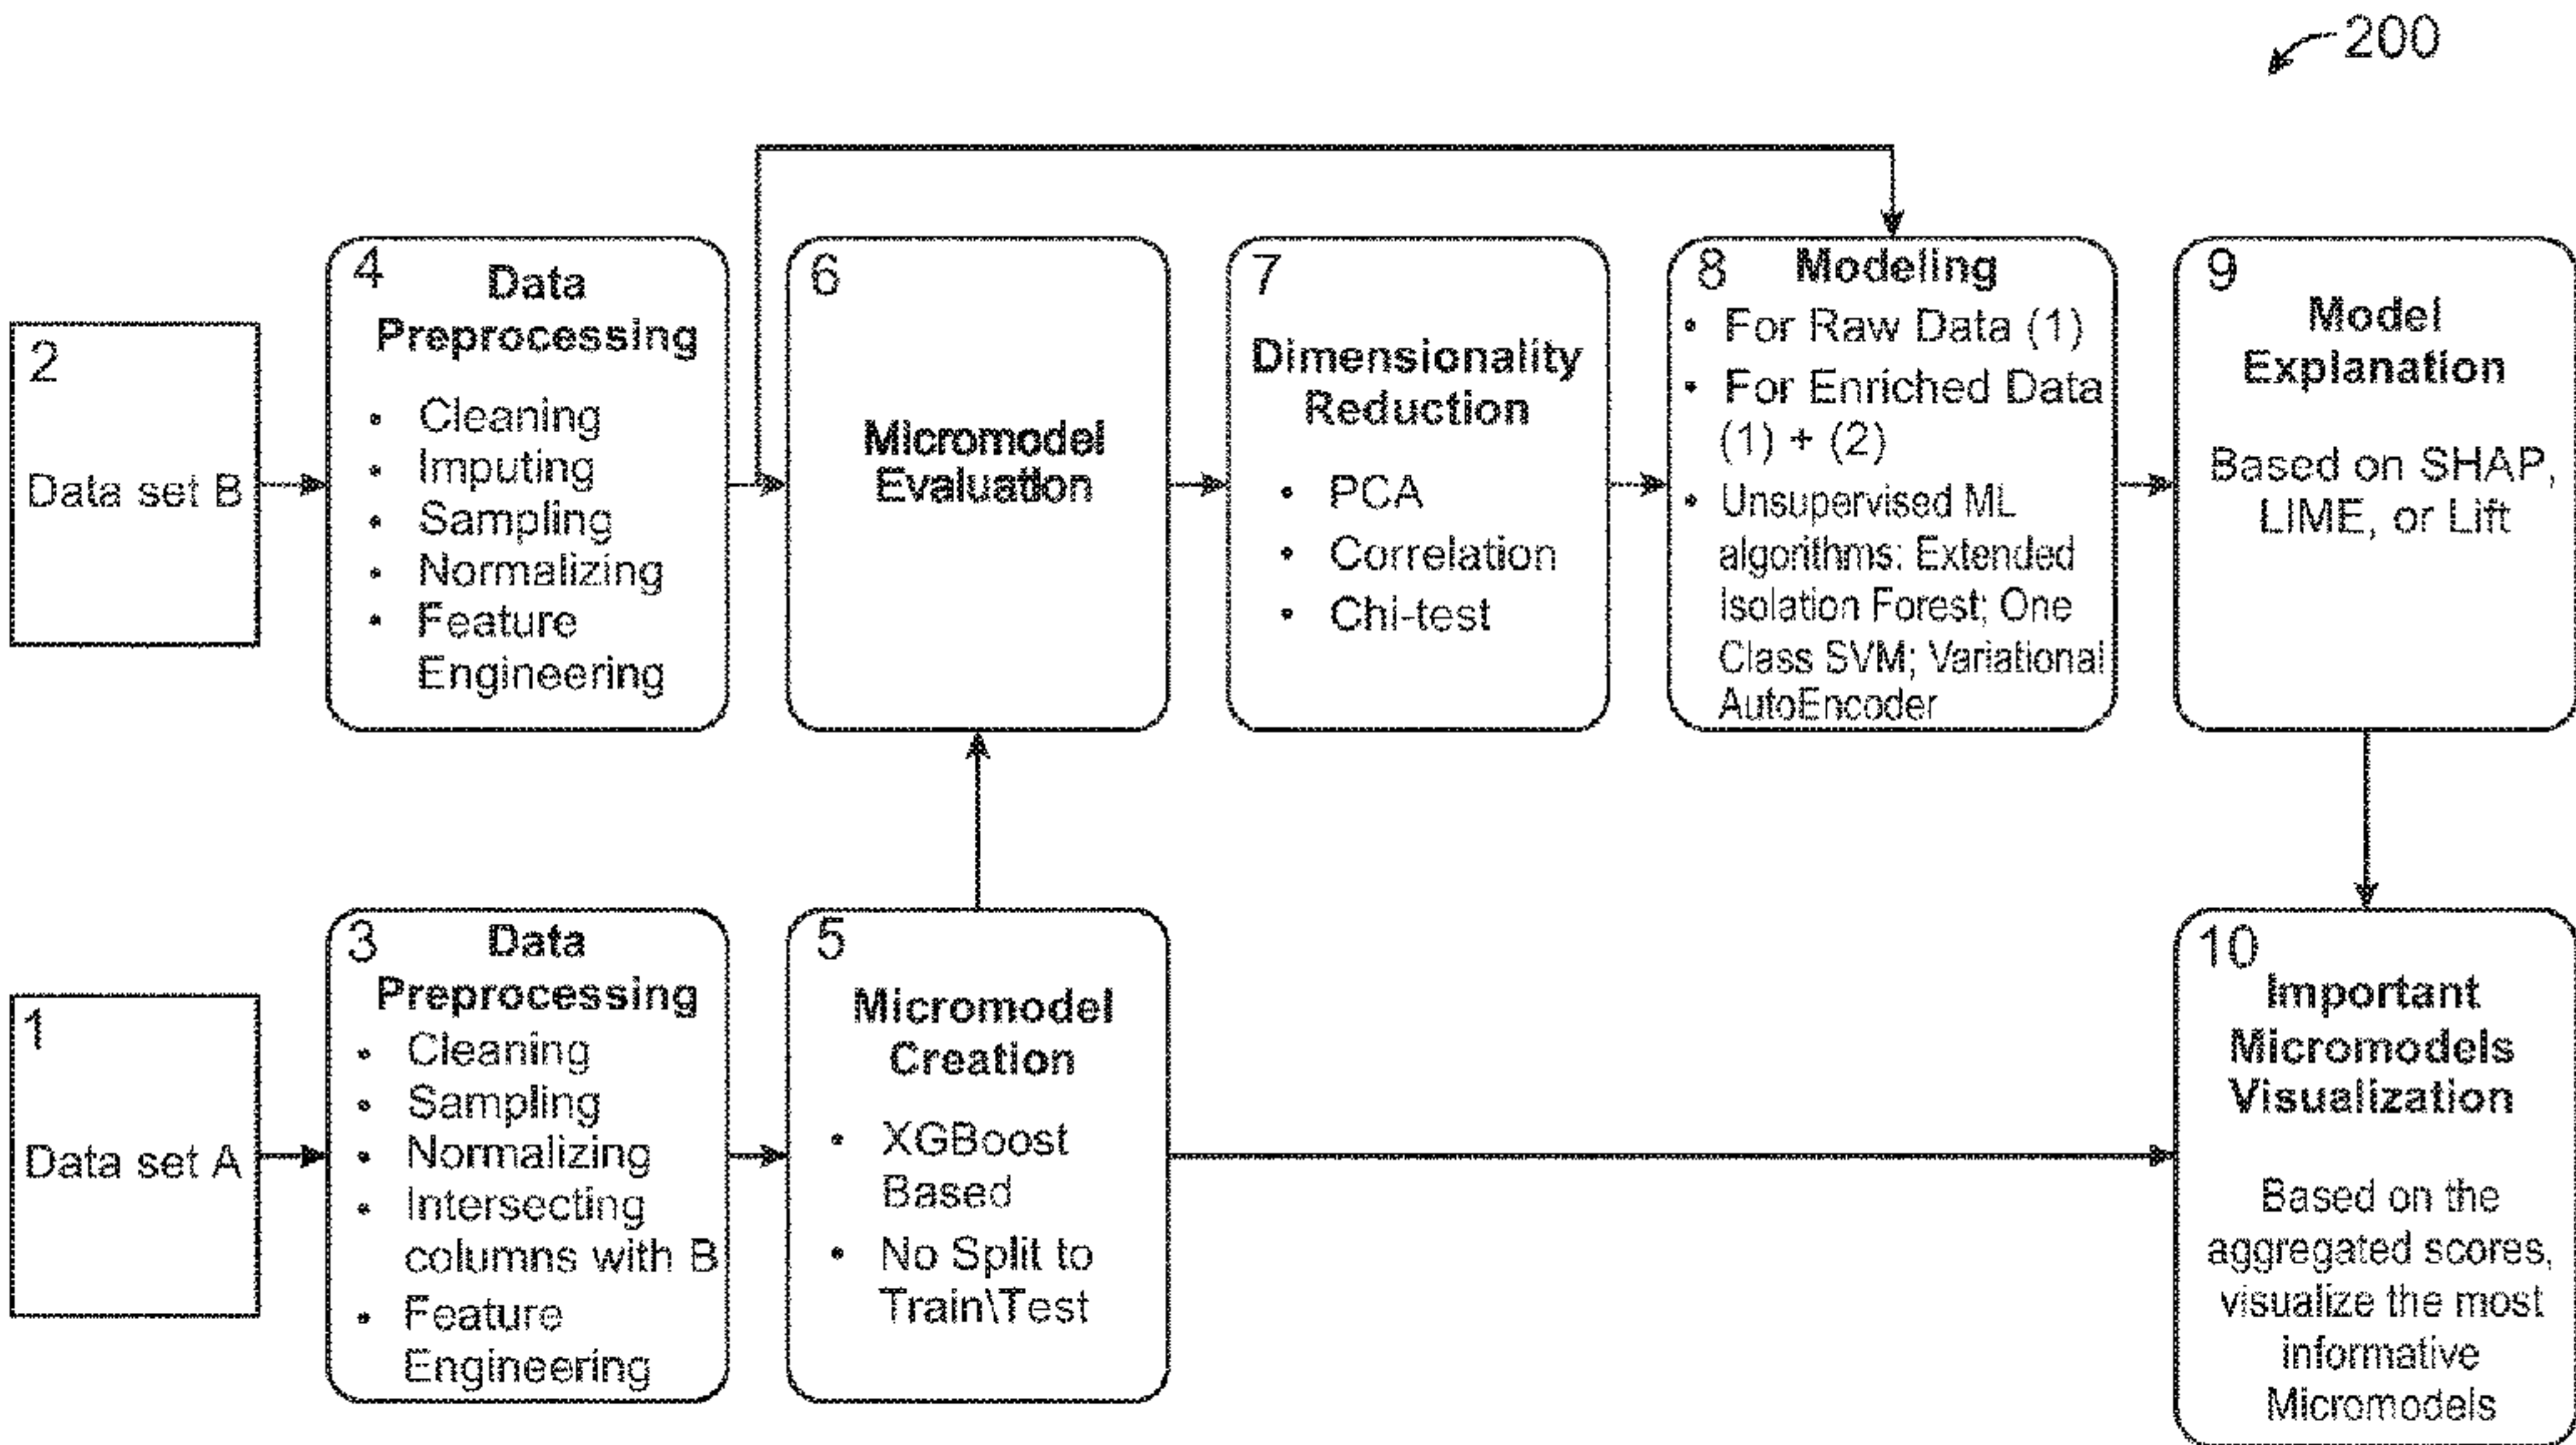 200
2
Data set B
4
Data
Preprocessing
• Cleaning
• Imputing
• Sampling
• Normalizing
• Feature
Engineering
6
Micromodel
Evaluation
7
Dimensionality
Reduction
• PCA
• Correlation
• Chi-test
8
Modeling
• For Raw Data (1)
• For Enriched Data
(1) + (2)
• Unsupervised ML
algorithms: Extended
Isolation Forest; One
Class SVM; Variational
AutoEncoder
9
Model
Explanation
Based on SHAP,
LIME, or Lift
1
Data set A
3
Data
Preprocessing
• Cleaning
• Sampling
• Normalizing
• Intersecting
columns with B
• Feature
Engineering
5
Micromodel
Creation
• XGBoost
Based
• No Split to
Train\Test
10
Important
Micromodels
Visualization
Based on the
aggregated scores,
visualize the most
informative
Micromodels